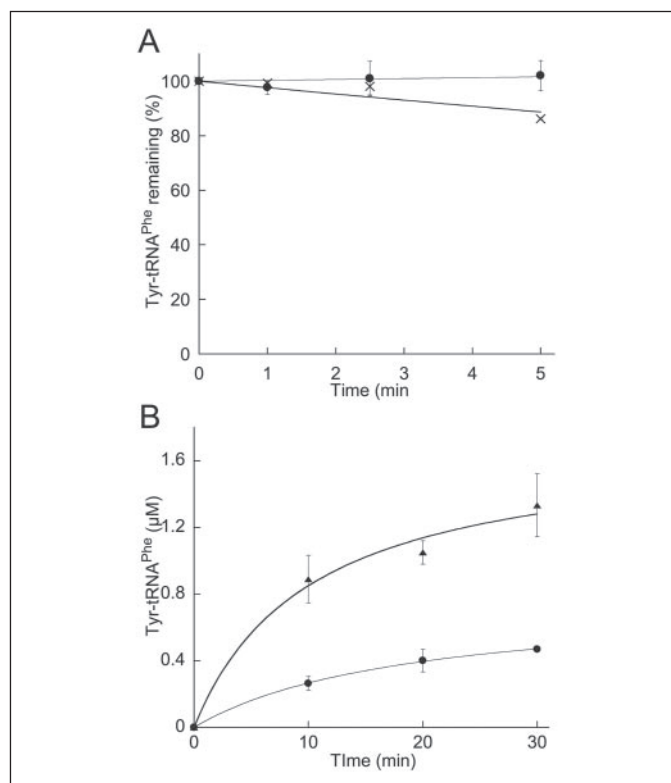 A
Tyr-tRNAPhe remaining (%)
100
80
60
40
20
0
0 1 2 3 4 5
Time (min
B
Tyr-tRNAPhe (µM)
1.6
1.2
0.8
0.4
0
0 10 20 30
TIme (min)